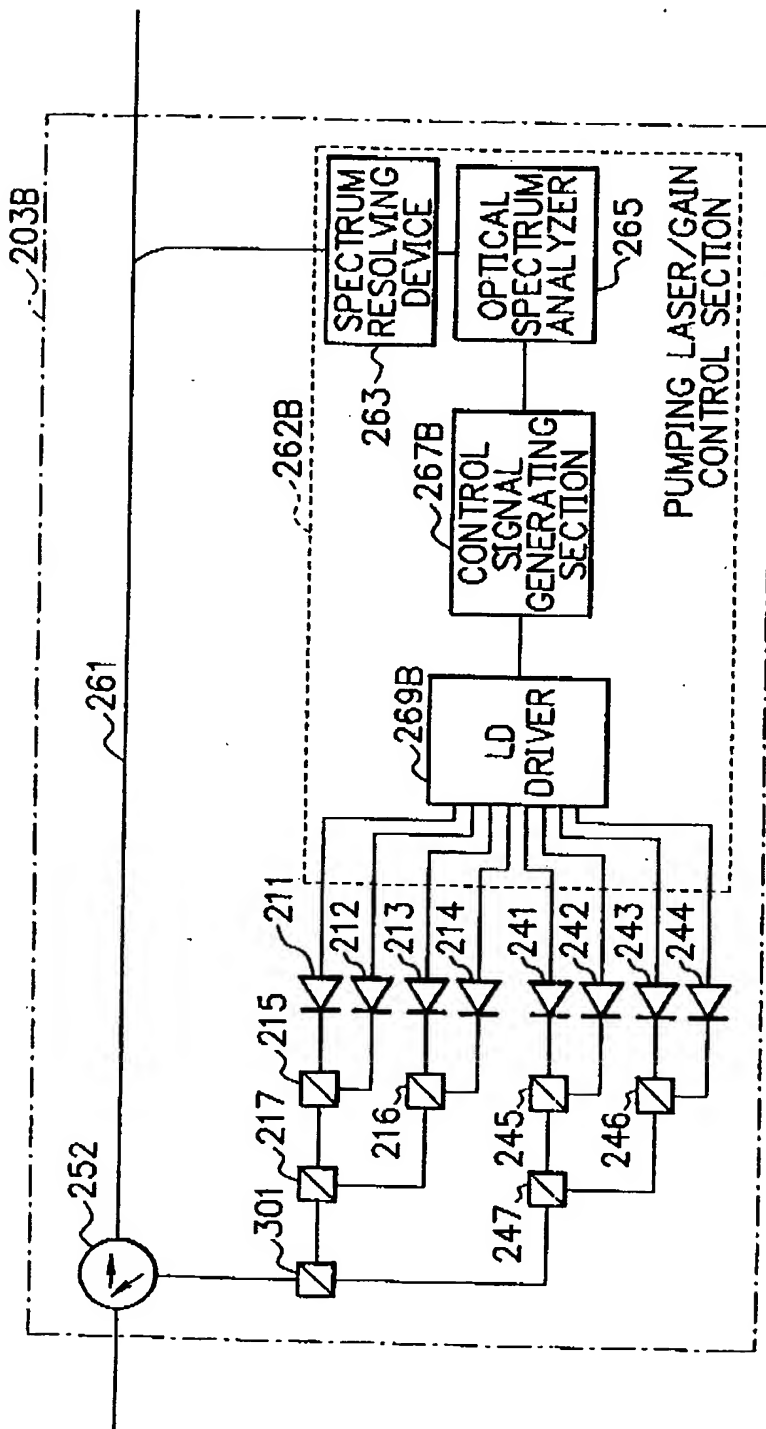 203B
261
252
262B
SPECTRUM
RESOLVING
DEVICE
263
OPTICAL
SPECTRUM
ANALYZER
265
267B
CONTROL
SIGNAL
GENERATING
SECTION
269B
LD
DRIVER
PUMPING LASER/GAIN
CONTROL SECTION
211
212
213
214
241
242
243
244
215
217
301
216
245
247
246